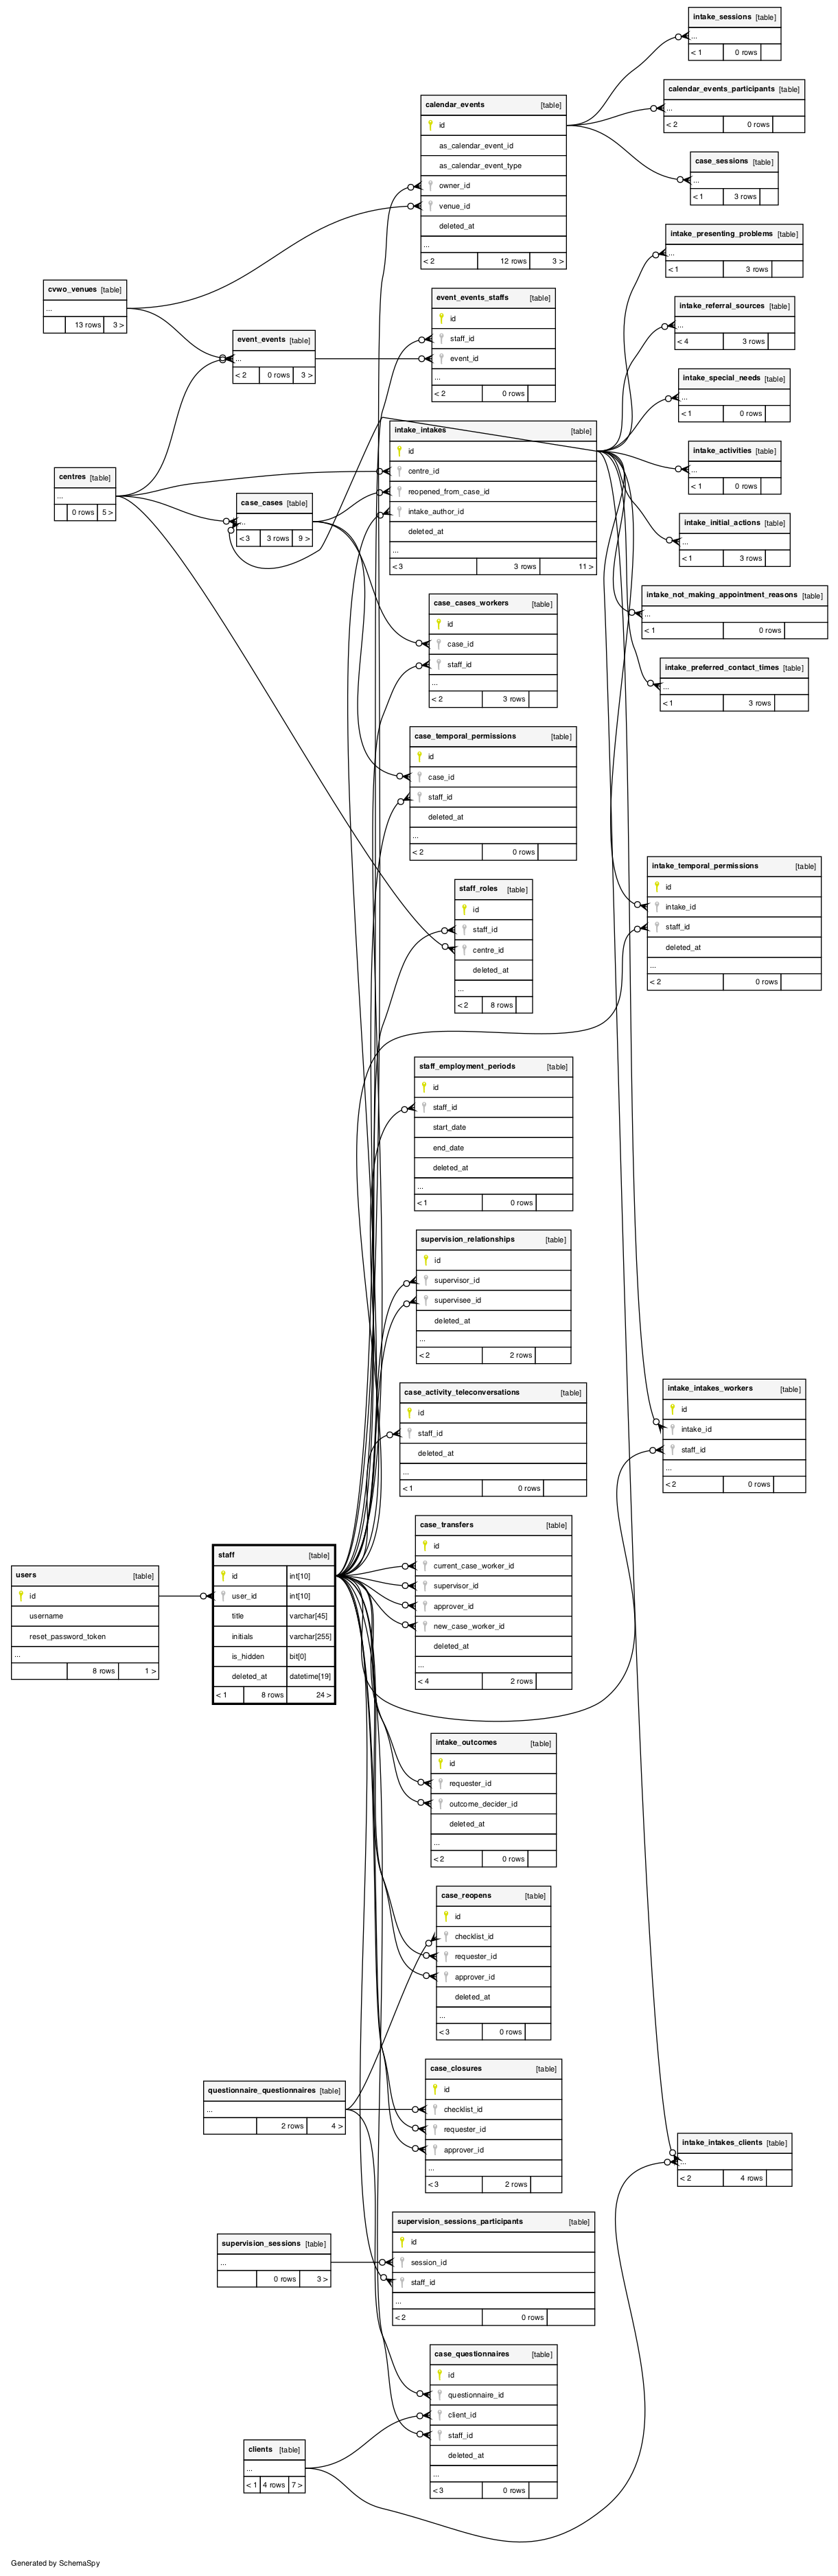 intake_sessions [table]
...
< 1 0 rows
calendar_events_participants [table]
...
< 2 0 rows
case_sessions [table]
...
< 1 3 rows
calendar_events [table]
id
as_calendar_event_id
as_calendar_event_type
owner_id
venue_id
deleted_at
...
< 2 12 rows 3 >
intake_presenting_problems [table]
...
< 1 3 rows
intake_referral_sources [table]
...
< 4 3 rows
intake_special_needs [table]
...
< 1 0 rows
intake_activities [table]
...
< 1 0 rows
intake_initial_actions [table]
...
< 1 3 rows
intake_not_making_appointment_reasons [table]
...
< 1 0 rows
intake_preferred_contact_times [table]
...
< 1 3 rows
cvwo_venues [table]
...
13 rows 3 >
event_events [table]
...
< 2 0 rows 3 >
event_events_staffs [table]
id
staff_id
event_id
...
< 2 0 rows
centres [table]
...
0 rows 5 >
case_cases [table]
...
< 3 3 rows 9 >
intake_intakes [table]
id
centre_id
reopened_from_case_id
intake_author_id
deleted_at
...
< 3 3 rows 11 >
case_cases_workers [table]
id
case_id
staff_id
...
< 2 3 rows
case_temporal_permissions [table]
id
case_id
staff_id
deleted_at
...
< 2 0 rows
staff_roles [table]
id
staff_id
centre_id
deleted_at
...
< 2 8 rows
intake_temporal_permissions [table]
id
intake_id
staff_id
deleted_at
...
< 2 0 rows
staff_employment_periods [table]
id
staff_id
start_date
end_date
deleted_at
...
< 1 0 rows
supervision_relationships [table]
id
supervisor_id
supervisee_id
deleted_at
...
< 2 2 rows
case_activity_teleconversations [table]
id
staff_id
deleted_at
...
< 1 0 rows
intake_intakes_workers [table]
id
intake_id
staff_id
...
< 2 0 rows
case_transfers [table]
id
current_case_worker_id
supervisor_id
approver_id
new_case_worker_id
deleted_at
...
< 4 2 rows
users [table]
id
username
reset_password_token
...
8 rows 1 >
staff [table]
id int[10]
user_id int[10]
title varchar[45]
initials varchar[255]
is_hidden bit[0]
deleted_at datetime[19]
< 1 8 rows 24 >
intake_outcomes [table]
id
requester_id
outcome_decider_id
deleted_at
...
< 2 0 rows
case_reopens [table]
id
checklist_id
requester_id
approver_id
deleted_at
...
< 3 0 rows
case_closures [table]
id
checklist_id
requester_id
approver_id
...
< 3 2 rows
questionnaire_questionnaires [table]
...
2 rows 4 >
intake_intakes_clients [table]
...
< 2 4 rows
supervision_sessions [table]
...
0 rows 3 >
supervision_sessions_participants [table]
id
session_id
staff_id
...
< 2 0 rows
case_questionnaires [table]
id
questionnaire_id
client_id
staff_id
deleted_at
...
< 3 0 rows
clients [table]
...
< 1 4 rows 7 >
Generated by SchemaSpy